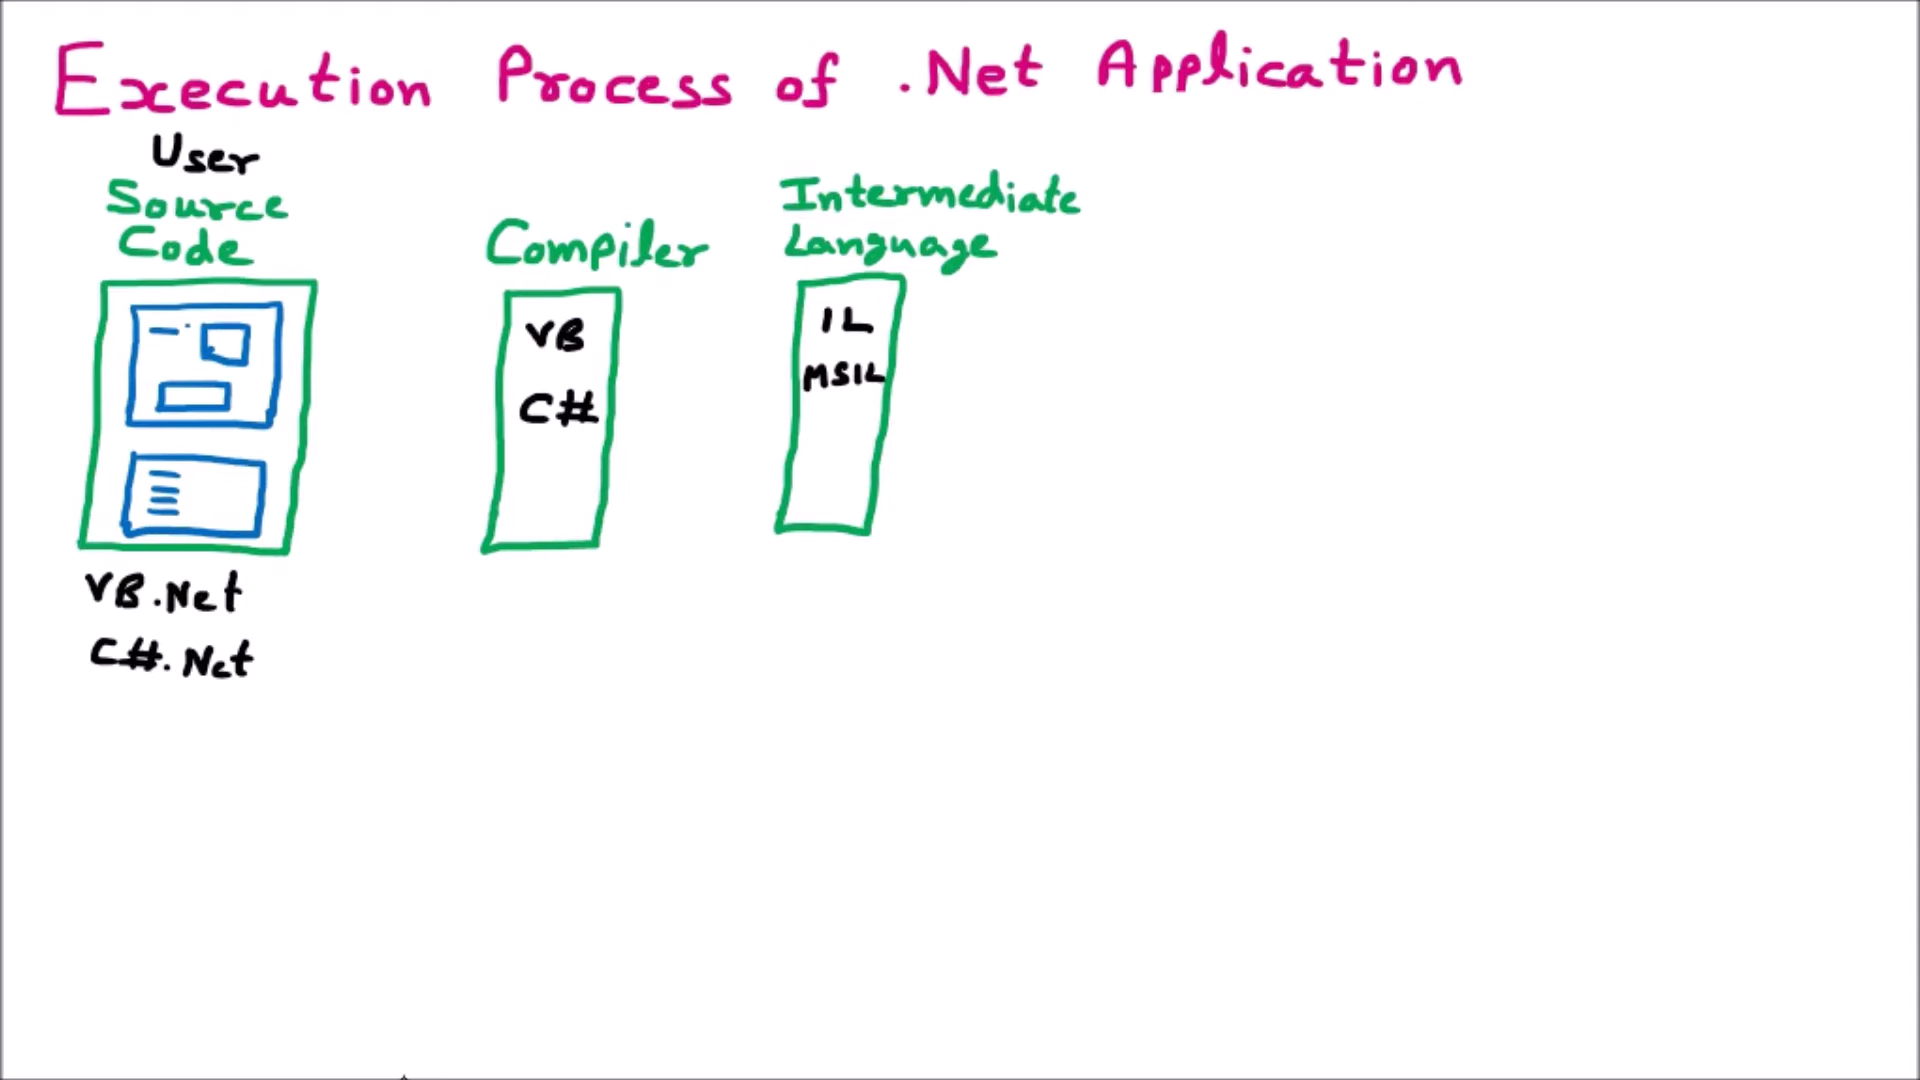 Execution Process of .Net Application
User
Source
Code
Compiler
Intermediate
Language
VB
C#
IL
MSIL
VB.Net
C#.Net